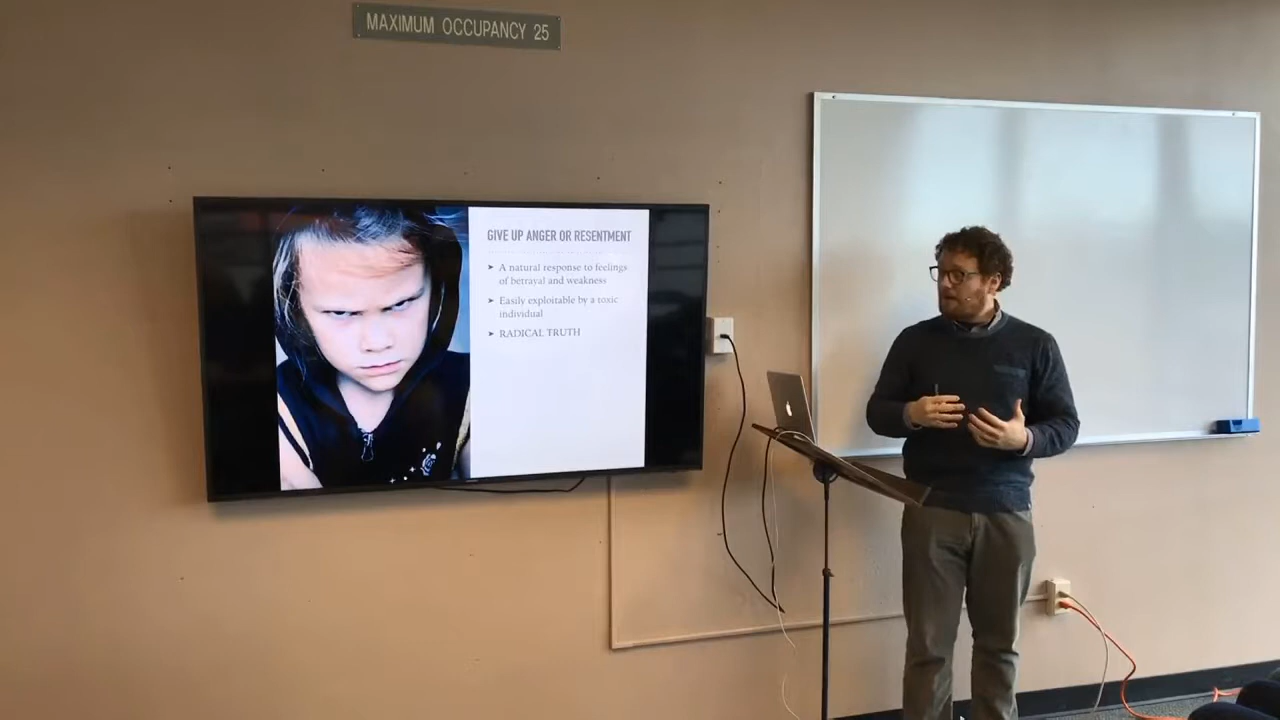 MAXIMUM OCCUPANCY 25
GIVE UP ANGER OR RESENTMENT
➤ A natural response to feelings
of betrayal and weakness
➤ Easily exploitable by a toxic
individual
➤ RADICAL TRUTH